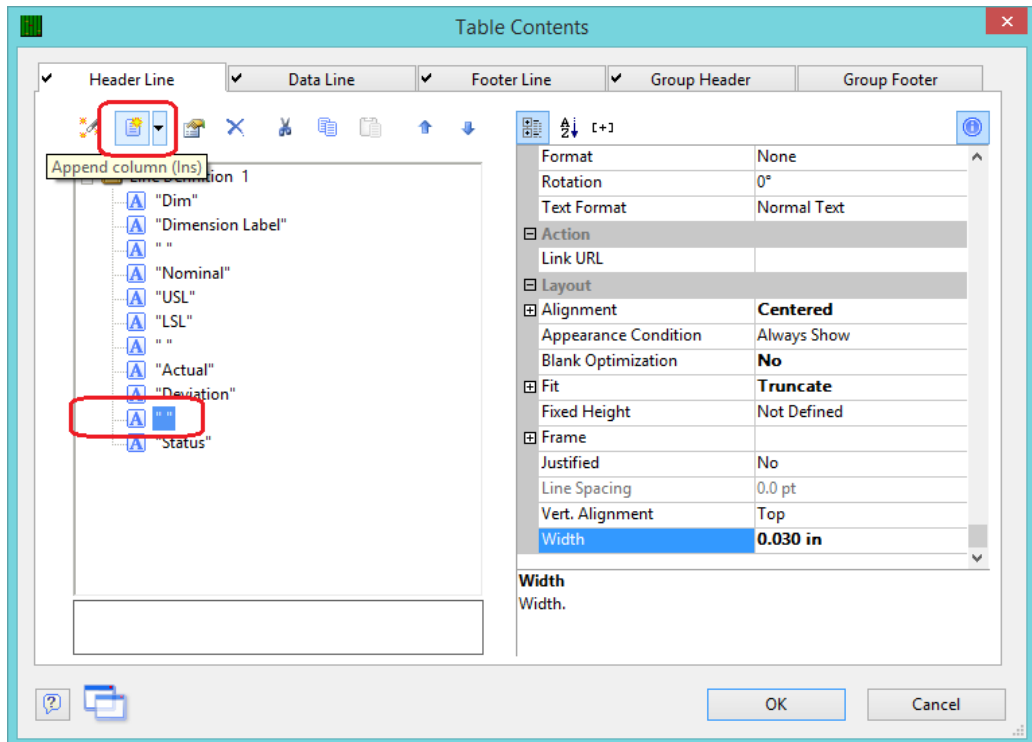 Table Contents
Header Line Data Line Footer Line Group Header Group Footer
[+]
Append column (Ins)
Line Definition 1
"Dim"
"Dimension Label"
" "
"Nominal"
"USL"
"LSL"
" "
"Actual"
"Deviation"
" "
"Status"
Format None
Rotation 0°
Text Format Normal Text
Action
Link URL
Layout
Alignment Centered
Appearance Condition Always Show
Blank Optimization No
Fit Truncate
Fixed Height Not Defined
Frame
Justified No
Line Spacing 0.0 pt
Vert. Alignment Top
Width 0.030 in
Width
Width.
OK Cancel